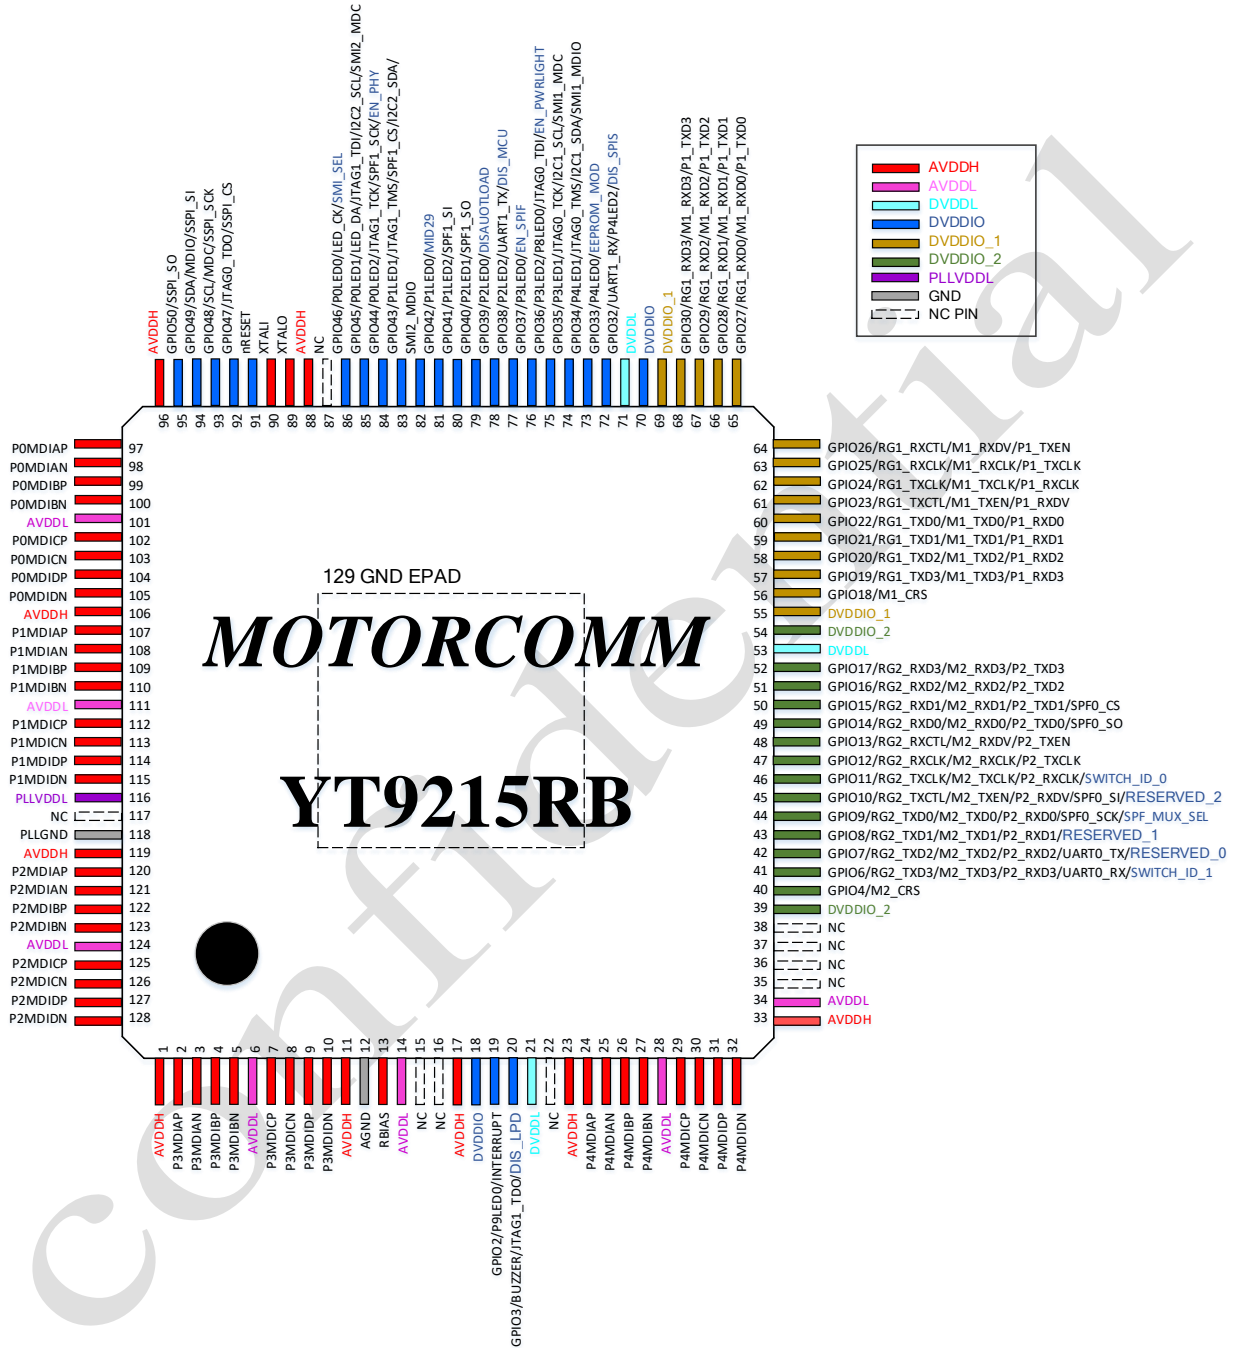 GPIO50/SSPI_SO
GPIO49/SDA/MDIO/SSPI_SI
GPIO48/SCL/MDC/SSPI_SCK
GPIO47/JTAG0_TDO/SSPI_CS
nRESET
XTALI
XTALO
AVDDH
AVDDH
NC
GPIO46/P0LED0/LED_CK/SMI_SEL
GPIO45/P0LED1/LED_DA/JTAG1_TDI/I2C2_SCL/SMI2_MDC
GPIO44/P0LED2/JTAG1_TCK/SPF1_SCK/EN_PHY
GPIO43/P1LED1/JTAG1_TMS/SPF1_CS/I2C2_SDA/
SMI2_MDIO
GPIO42/P1LED0/MID29
GPIO41/P1LED2/SPF1_SI
GPIO40/P2LED1/SPF1_SO
GPIO39/P2LED0/DISAUOTLOAD
GPIO38/P2LED2/UART1_TX/DIS_MCU
GPIO37/P3LED0/EN_SPIF
GPIO36/P3LED2/P8LED0/JTAG0_TDI/EN_PWRLIGHT
GPIO35/P3LED1/JTAG0_TCK/I2C1_SCL/SMI1_MDC
GPIO34/P4LED1/JTAG0_TMS/I2C1_SDA/SMI1_MDIO
GPIO33/P4LED0/EEPROM_MOD
GPIO32/UART1_RX/P4LED2/DIS_SPIS
DVDDL
DVDDIO
DVDDIO_1
GPIO30/RG1_RXD3/M1_RXD3/P1_TXD3
GPIO29/RG1_RXD2/M1_RXD2/P1_TXD2
GPIO28/RG1_RXD1/M1_RXD1/P1_TXD1
GPIO27/RG1_RXD0/M1_RXD0/P1_TXD0
AVDDH
AVDDL
DVDDL
DVDDIO
DVDDIO_1
DVDDIO_2
PLLVDDL
GND
NC PIN
96 95 94 93 92 91 90 89 88 87 86 85 84 83 82 81 80 79 78 77 76 75 74 73 72 71 70 69 68 67 66 65
P0MDIAP 97
P0MDIAN 98
P0MDIBP 99
P0MDIBN 100
AVDDL 101
P0MDICP 102
P0MDICN 103
P0MDIDP 104
P0MDIDN 105
AVDDH 106
P1MDIAP 107
P1MDIAN 108
P1MDIBP 109
P1MDIBN 110
AVDDL 111
P1MDICP 112
P1MDICN 113
P1MDIDP 114
P1MDIDN 115
PLLVDDL 116
NC 117
PLLGND 118
AVDDH 119
P2MDIAP 120
P2MDIAN 121
P2MDIBP 122
P2MDIBN 123
AVDDL 124
P2MDICP 125
P2MDICN 126
P2MDIDP 127
P2MDIDN 128
129 GND EPAD
MOTORCOMM
YT9215RB
64 GPIO26/RG1_RXCTL/M1_RXDV/P1_TXEN
63 GPIO25/RG1_RXCLK/M1_RXCLK/P1_TXCLK
62 GPIO24/RG1_TXCLK/M1_TXCLK/P1_RXCLK
61 GPIO23/RG1_TXCTL/M1_TXEN/P1_RXDV
60 GPIO22/RG1_TXD0/M1_TXD0/P1_RXD0
59 GPIO21/RG1_TXD1/M1_TXD1/P1_RXD1
58 GPIO20/RG1_TXD2/M1_TXD2/P1_RXD2
57 GPIO19/RG1_TXD3/M1_TXD3/P1_RXD3
56 GPIO18/M1_CRS
55 DVDDIO_1
54 DVDDIO_2
53 DVDDL
52 GPIO17/RG2_RXD3/M2_RXD3/P2_TXD3
51 GPIO16/RG2_RXD2/M2_RXD2/P2_TXD2
50 GPIO15/RG2_RXD1/M2_RXD1/P2_TXD1/SPF0_CS
49 GPIO14/RG2_RXD0/M2_RXD0/P2_TXD0/SPF0_SO
48 GPIO13/RG2_RXCTL/M2_RXDV/P2_TXEN
47 GPIO12/RG2_RXCLK/M2_RXCLK/P2_TXCLK
46 GPIO11/RG2_TXCLK/M2_TXCLK/P2_RXCLK/SWITCH_ID_0
45 GPIO10/RG2_TXCTL/M2_TXEN/P2_RXDV/SPF0_SI/RESERVED_2
44 GPIO9/RG2_TXD0/M2_TXD0/P2_RXD0/SPF0_SCK/SPF_MUX_SEL
43 GPIO8/RG2_TXD1/M2_TXD1/P2_RXD1/RESERVED_1
42 GPIO7/RG2_TXD2/M2_TXD2/P2_RXD2/UART0_TX/RESERVED_0
41 GPIO6/RG2_TXD3/M2_TXD3/P2_RXD3/UART0_RX/SWITCH_ID_1
40 GPIO4/M2_CRS
39 DVDDIO_2
38 NC
37 NC
36 NC
35 NC
34 AVDDL
33 AVDDH
1 2 3 4 5 6 7 8 9 10 11 12 13 14 15 16 17 18 19 20 21 22 23 24 25 26 27 28 29 30 31 32
AVDDH
P3MDIAP
P3MDIAN
P3MDIBP
P3MDIBN
AVDDL
P3MDICP
P3MDICN
P3MDIDP
P3MDIDN
AVDDH
AGND
RBIAS
AVDDL
NC
NC
AVDDH
DVDDIO
GPIO2/P9LED0/INTERRUPT
GPIO3/BUZZER/JTAG1_TDO/DIS_LPD
DVDDL
NC
AVDDH
P4MDIAP
P4MDIAN
P4MDIBP
P4MDIBN
AVDDL
P4MDICP
P4MDICN
P4MDIDP
P4MDIDN
confidential